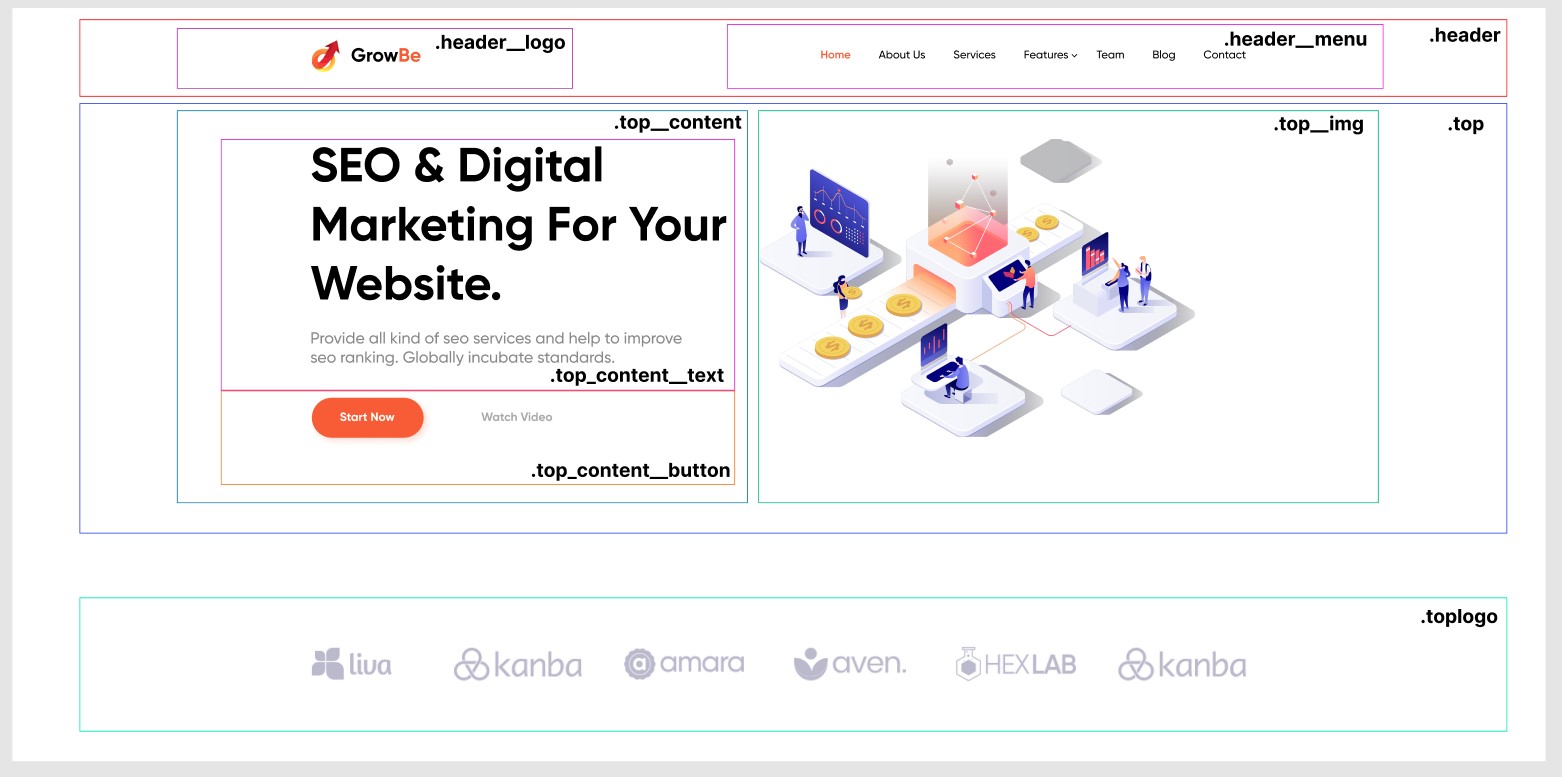 GrowBe
.header__logo
Home About Us Services Features Team Blog Contact
.header__menu
.header
.top__content
SEO & Digital
Marketing For Your
Website.
Provide all kind of seo services and help to improve
seo ranking. Globally incubate standards.
.top_content__text
Start Now Watch Video
.top_content__button
.top__img
.top
.toplogo
liva kanba amara aven. HEXLAB kanba